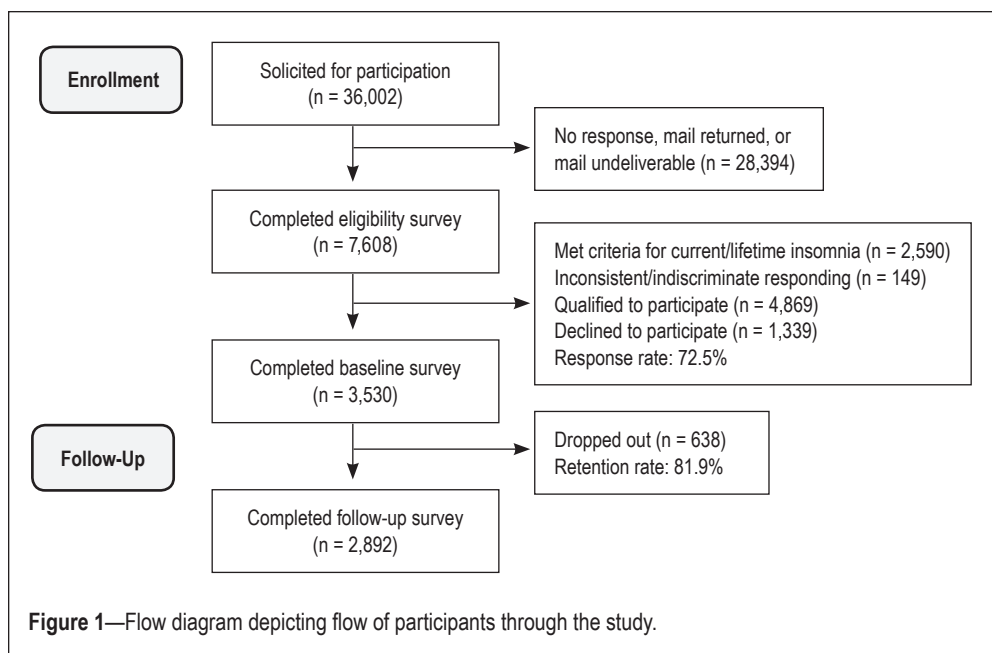 Enrollment
Solicited for participation
(n = 36,002)
No response, mail returned, or
mail undeliverable (n = 28,394)
Completed eligibility survey
(n = 7,608)
Met criteria for current/lifetime insomnia (n = 2,590)
Inconsistent/indiscriminate responding (n = 149)
Qualified to participate (n = 4,869)
Declined to participate (n = 1,339)
Response rate: 72.5%
Completed baseline survey
(n = 3,530)
Follow-Up
Dropped out (n = 638)
Retention rate: 81.9%
Completed follow-up survey
(n = 2,892)
Figure 1—Flow diagram depicting flow of participants through the study.